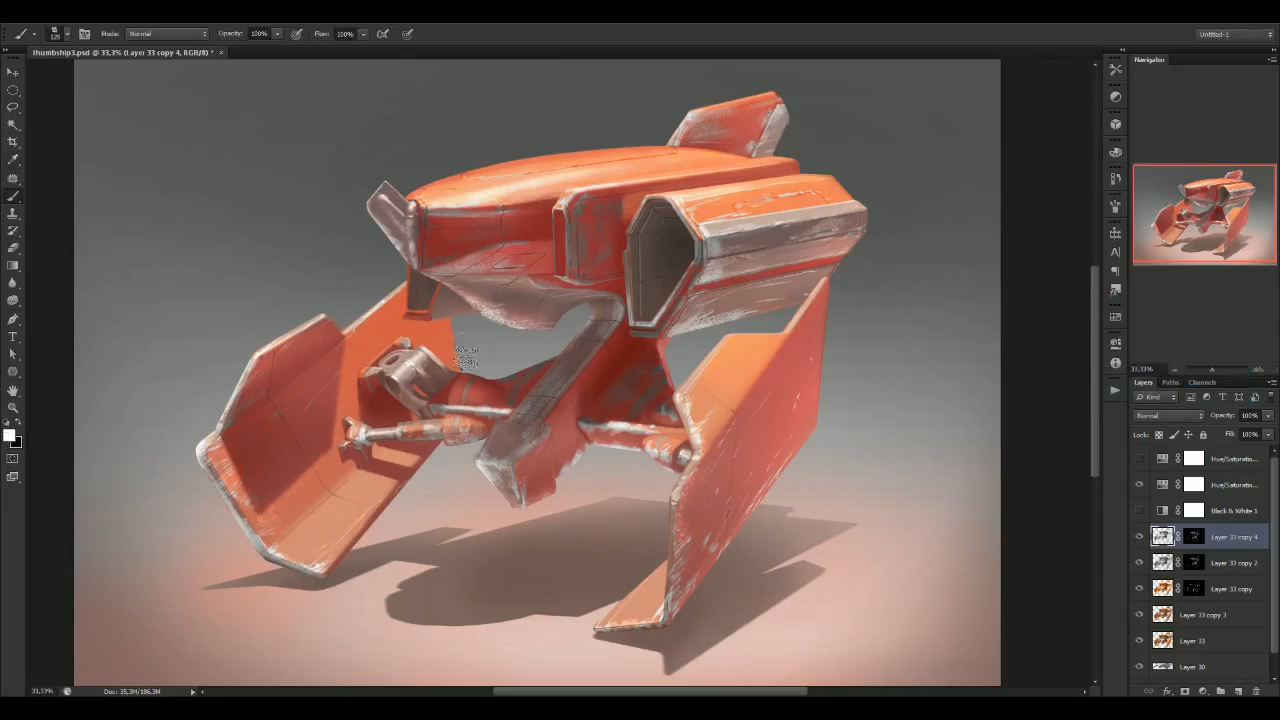 125
Mode: Normal Opacity: 100% Flow: 100%
Untitled-1
thumbship3.psd @ 33,3% (Layer 33 copy 4, RGB/8) *
Navigator
33,33%
Layers Paths Channels
Kind
Normal Opacity: 100%
Lock: Fill: 100%
Hue/Saturatio...
Hue/Saturatio...
Black & White 1
Layer 33 copy 4
Layer 33 copy 2
Layer 33 copy
Layer 33 copy 3
Layer 33
Layer 30
33,33% Doc: 35,3M/186,3M